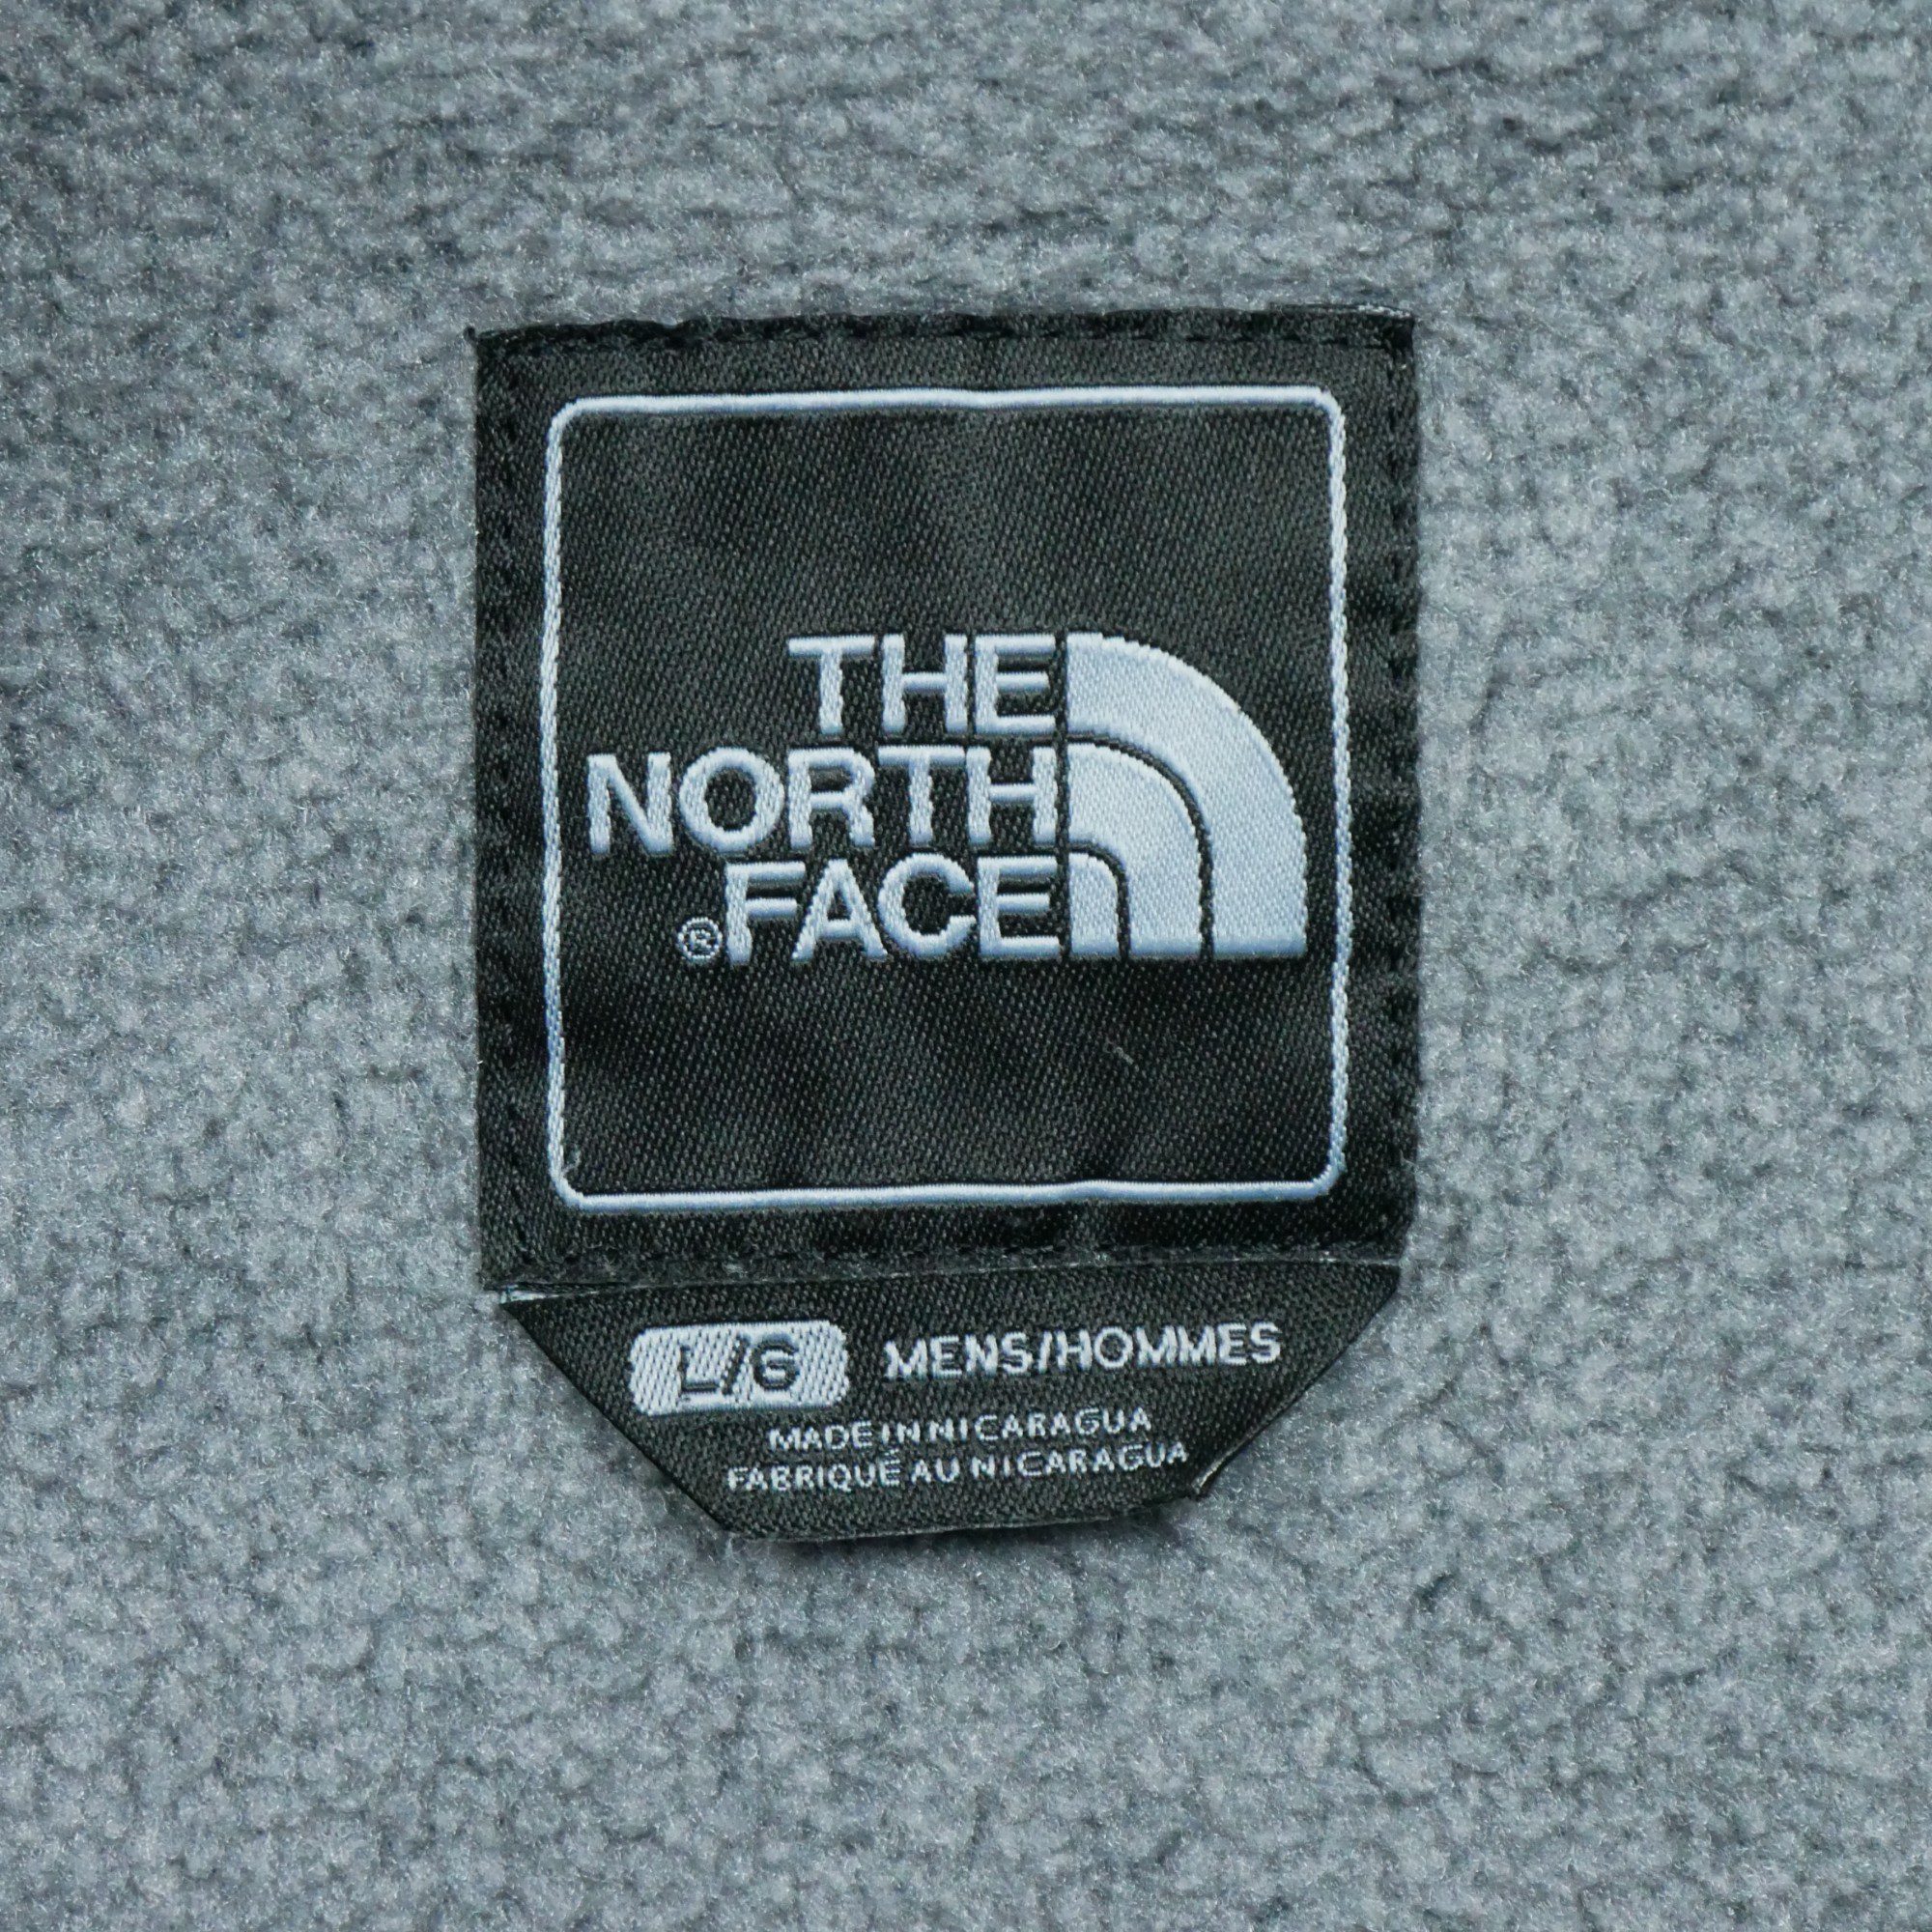 THE
NORTH
®FACE
L/G MENS/HOMMES
MADE IN NICARAGUA
FABRIQUÉ AU NICARAGUA